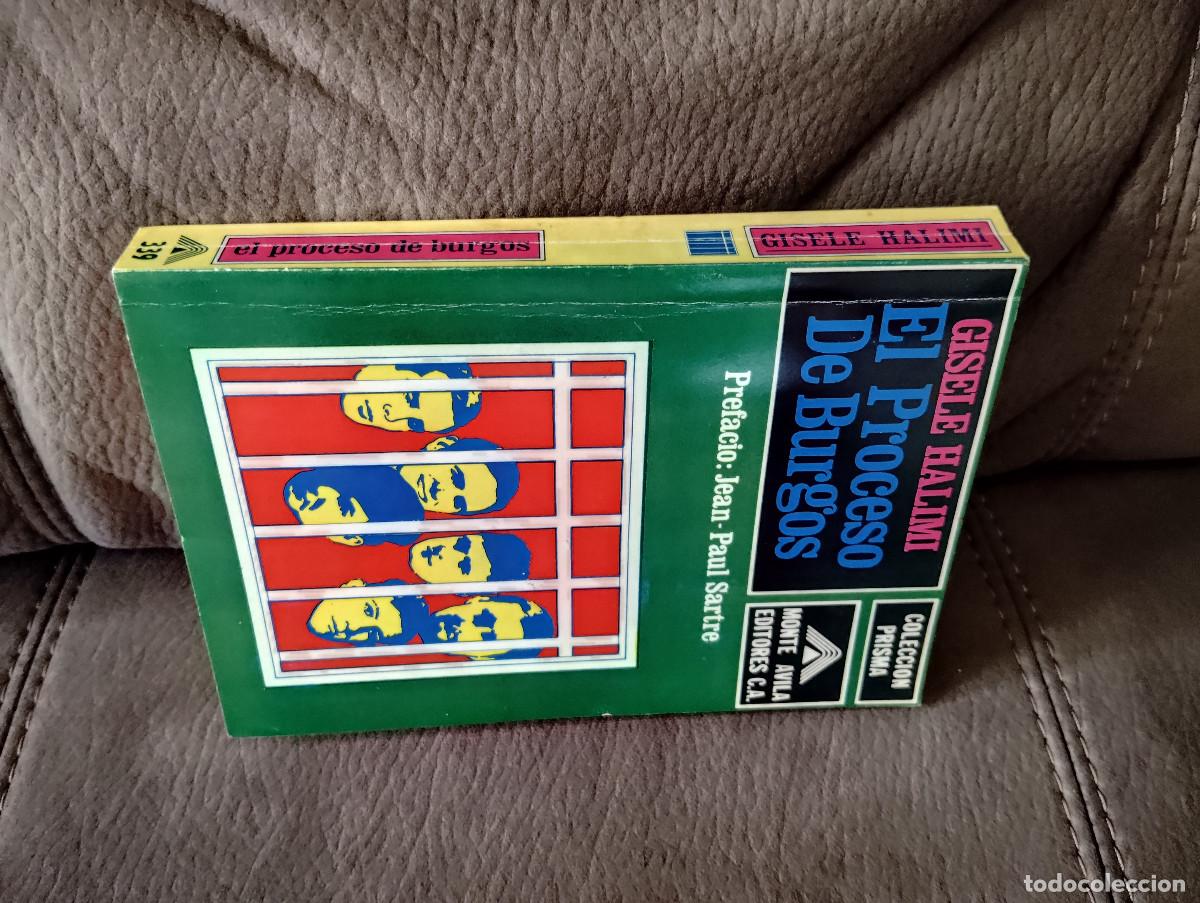 GISELE HALIMI
El Proceso
De Burgos
COLECCION
PRISMA
MONTE AVILA
EDITORES C.A.
Prefacio: Jean-Paul Sartre
GISELE HALIMI
el proceso de burgos
339
todocoleccion